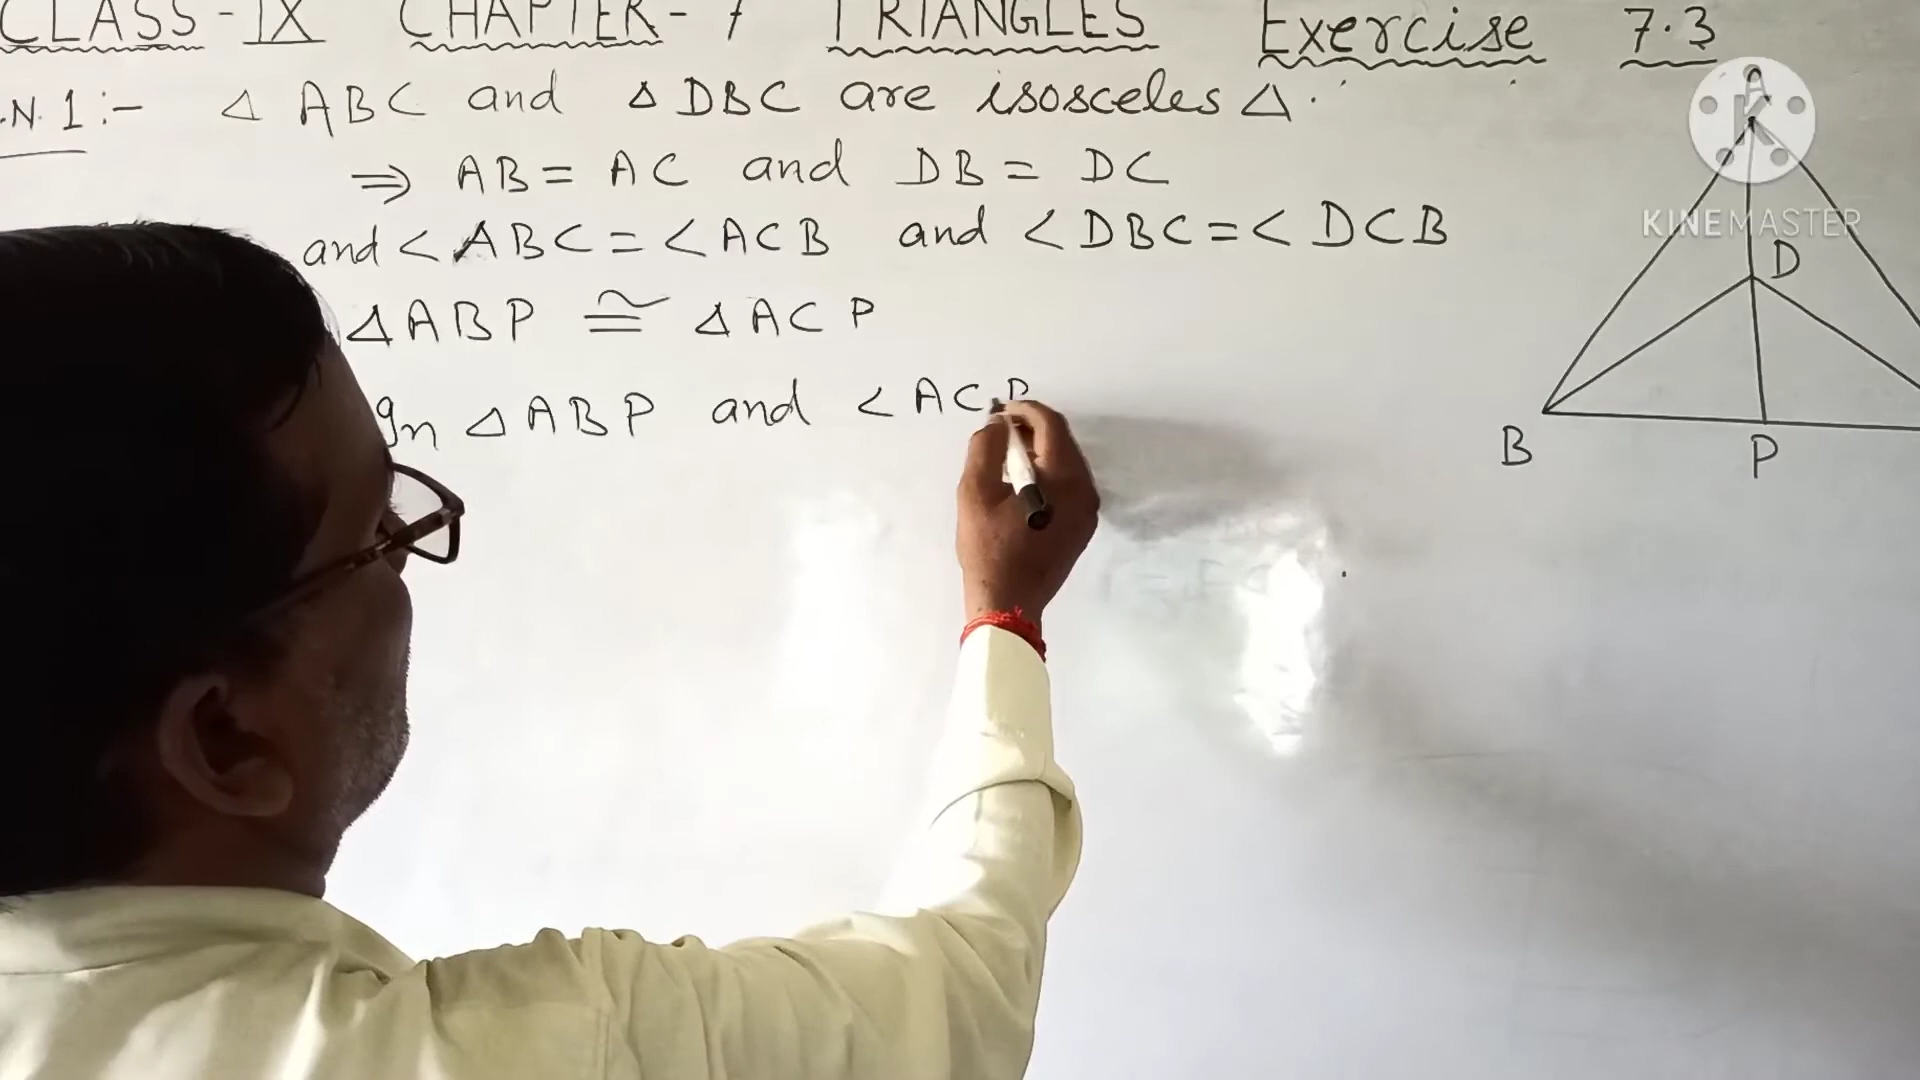 CLASS-IX CHAPTER-7 TRIANGLES Exercise 7.3
.N. 1:- Δ ABC and Δ DBC are isosceles Δ.
⇒ AB = AC and DB = DC
and < ABC = < ACB and < DBC = < DCB
Δ ABP ≅ Δ ACP
In Δ ABP and < ACP
A
K
KINEMASTER
D
B
P